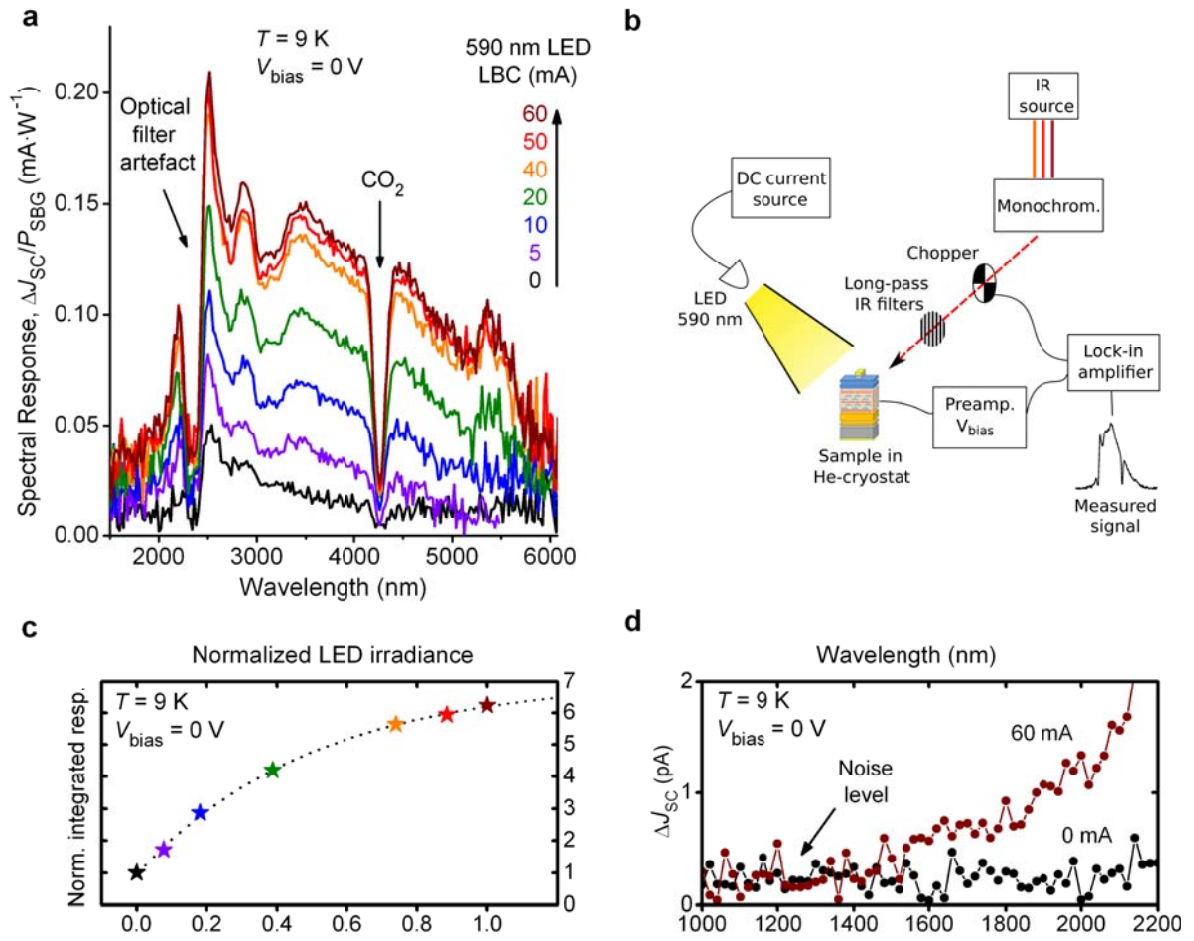 a
T = 9 K
V_bias = 0 V
590 nm LED
LBC (mA)
60
50
40
20
10
5
0
Optical
filter
artefact
CO₂
Spectral Response, ΔJ_SC/P_SBG (mA·W⁻¹)
0.20
0.15
0.10
0.05
0.00
2000 3000 4000 5000 6000
Wavelength (nm)
b
IR
source
DC current
source
Monochrom.
Chopper
Long-pass
IR filters
LED
590 nm
Lock-in
amplifier
Preamp.
V_bias
Sample in
He-cryostat
Measured
signal
c
Normalized LED irradiance
T = 9 K
V_bias = 0 V
Norm. integrated resp.
7
6
5
4
3
2
1
0
0.0 0.2 0.4 0.6 0.8 1.0
d
Wavelength (nm)
T = 9 K
V_bias = 0 V
60 mA
Noise
level
0 mA
ΔJ_SC (pA)
2
1
0
1000 1200 1400 1600 1800 2000 2200